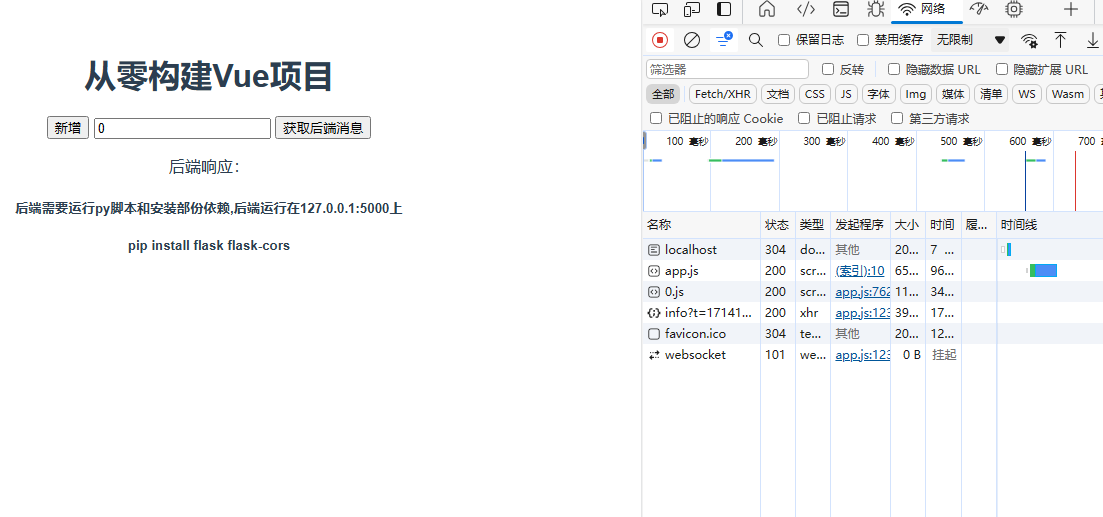 从零构建Vue项目
新增 0 获取后端消息
后端响应：
后端需要运行py脚本和安装部份依赖,后端运行在127.0.0.1:5000上
pip install flask flask-cors
网络
保留日志 禁用缓存 无限制
筛选器 反转 隐藏数据 URL 隐藏扩展 URL
全部 Fetch/XHR 文档 CSS JS 字体 Img 媒体 清单 WS Wasm
已阻止的响应 Cookie 已阻止请求 第三方请求
100 毫秒 200 毫秒 300 毫秒 400 毫秒 500 毫秒 600 毫秒 700
名称 状态 类型 发起程序 大小 时间 履... 时间线
localhost 304 do... 其他 20... 7 ...
app.js 200 scr... (索引):10 65... 96...
0.js 200 scr... app.js:762 11... 34...
info?t=17141... 200 xhr app.js:123 39... 17...
favicon.ico 304 te... 其他 20... 12...
websocket 101 we... app.js:123 0 B 挂起